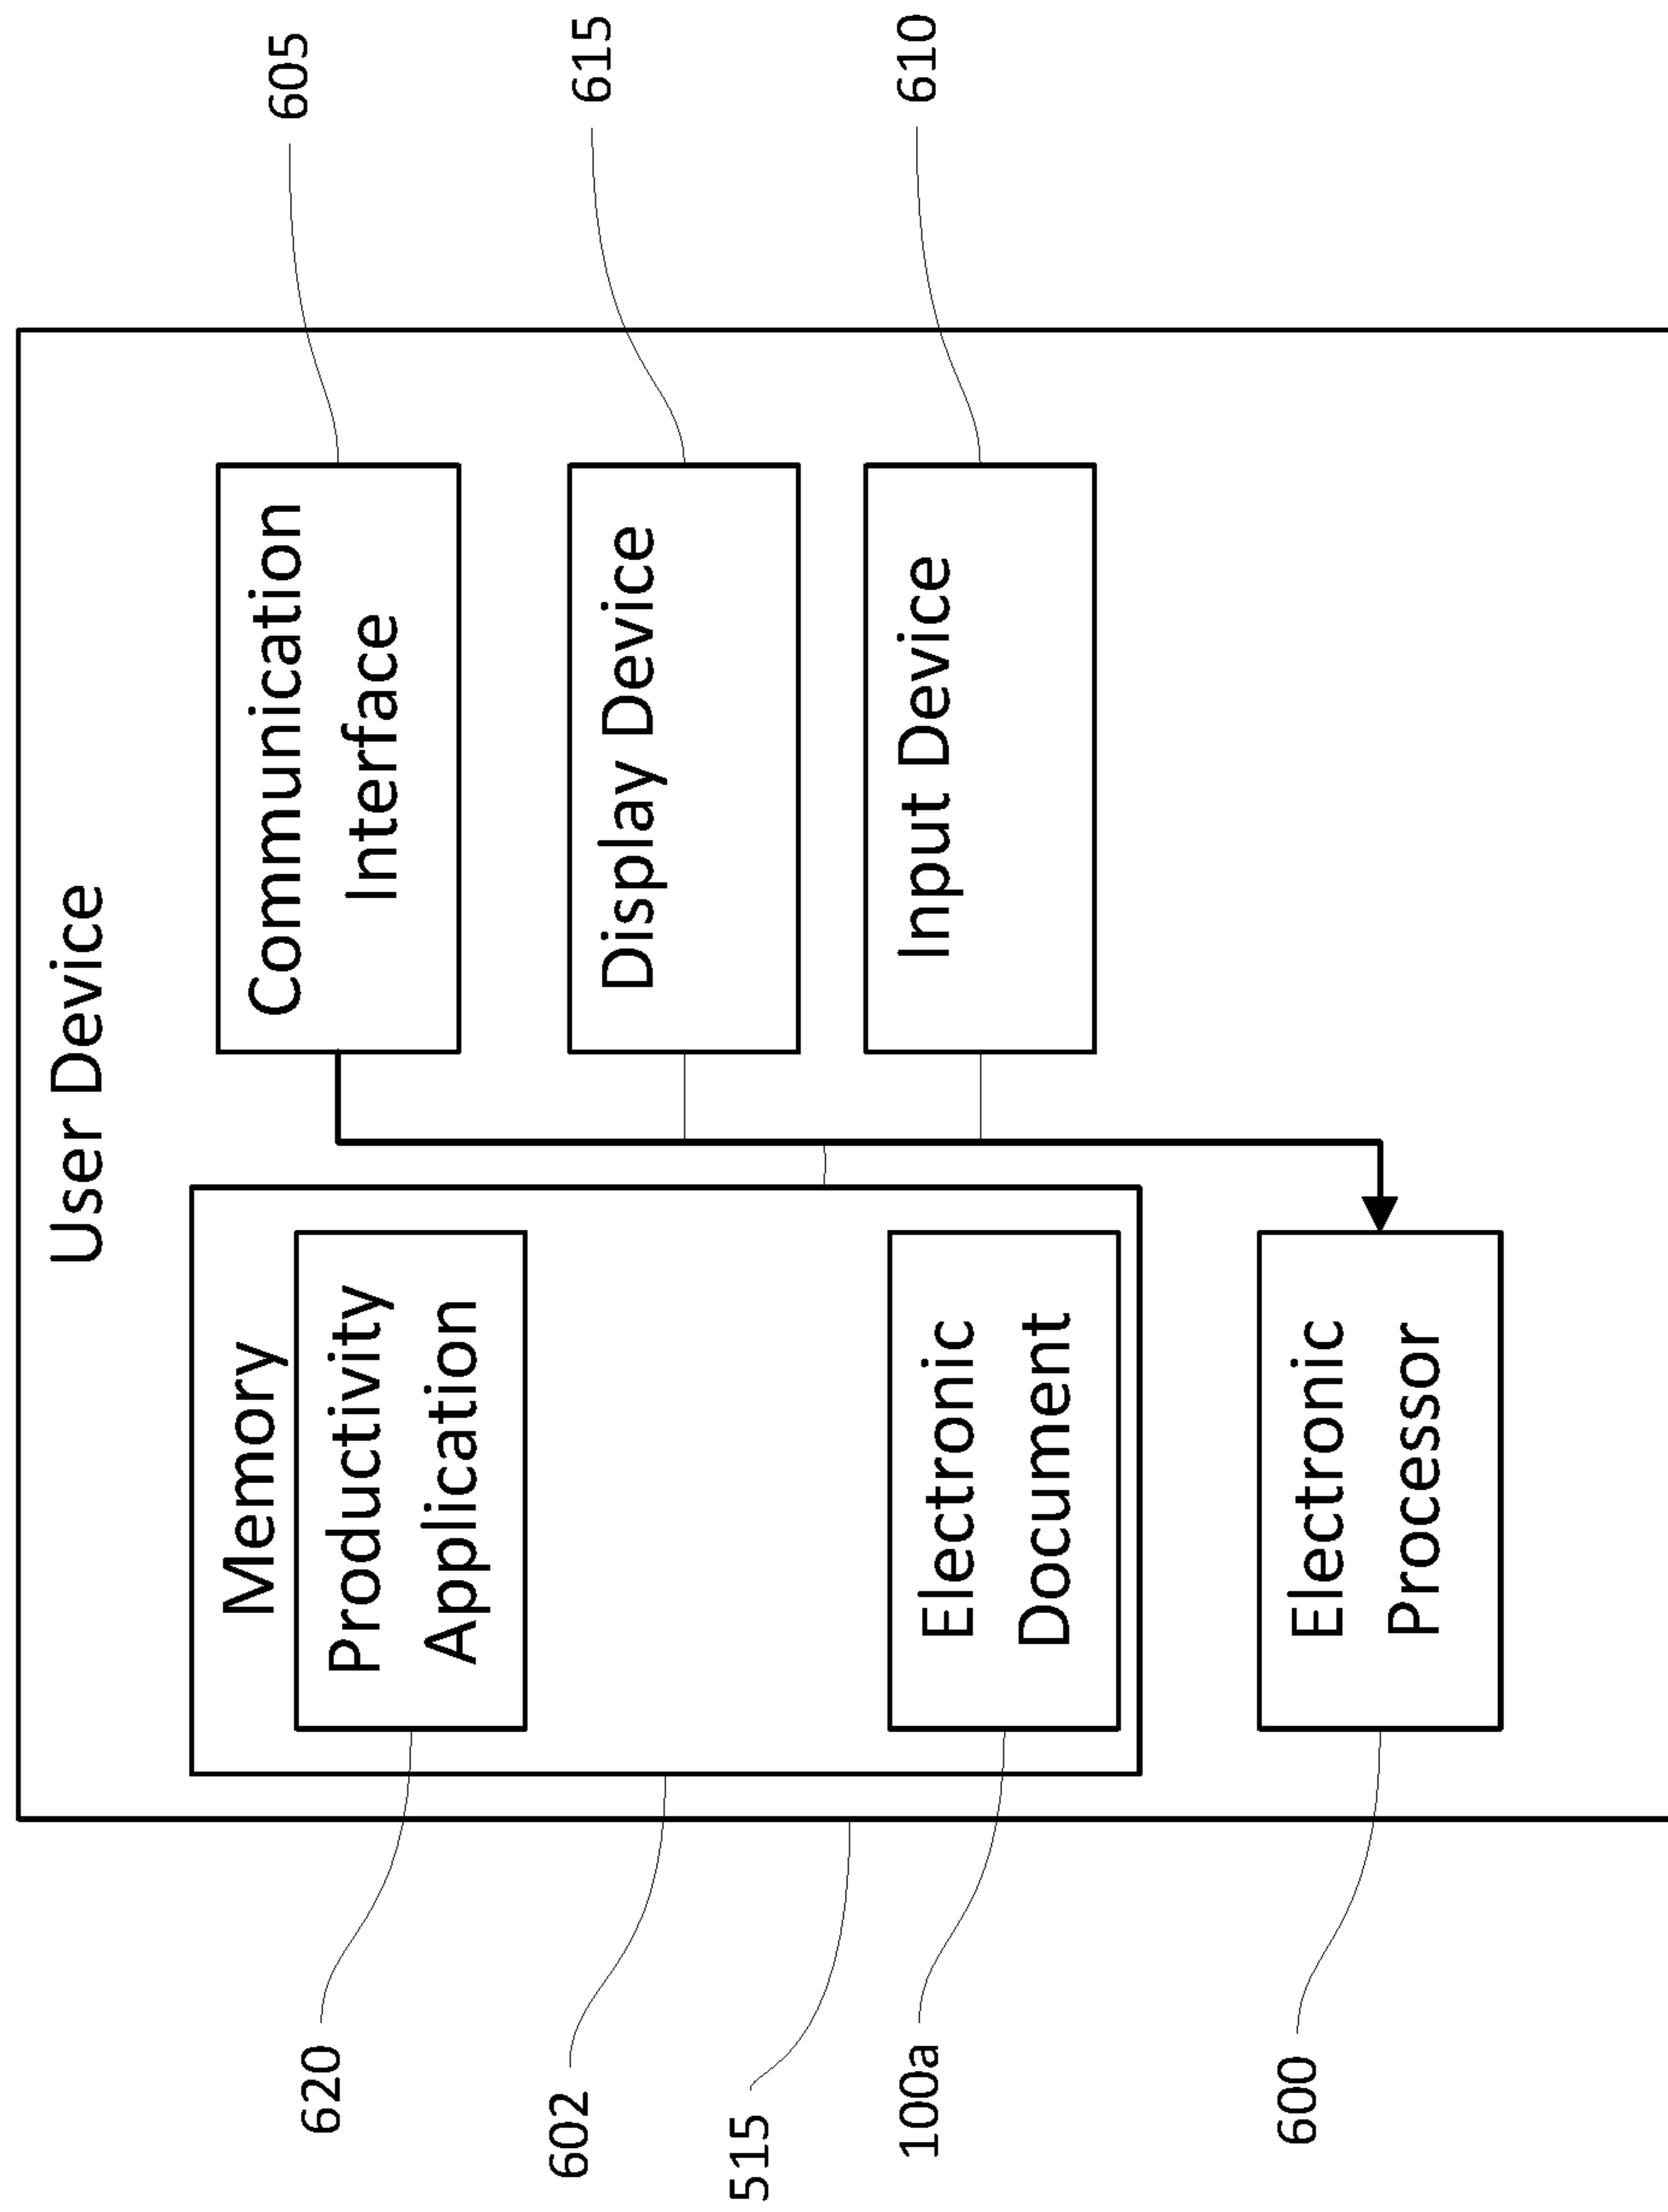 User Device
Memory
Productivity
Application
Electronic
Document
Electronic
Processor
Communication
Interface
Display Device
Input Device
620
602
515
100a
600
605
615
610